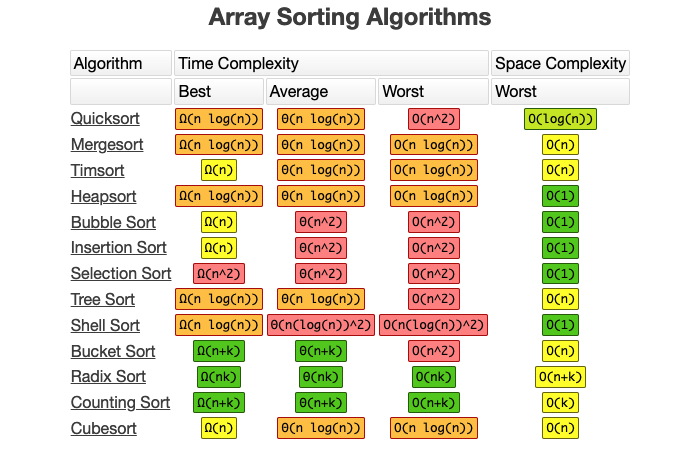 Array Sorting Algorithms
Algorithm Time Complexity Space Complexity
Best Average Worst Worst
Quicksort Ω(n log(n)) θ(n log(n)) O(n^2) O(log(n))
Mergesort Ω(n log(n)) θ(n log(n)) O(n log(n)) O(n)
Timsort Ω(n) θ(n log(n)) O(n log(n)) O(n)
Heapsort Ω(n log(n)) θ(n log(n)) O(n log(n)) O(1)
Bubble Sort Ω(n) θ(n^2) O(n^2) O(1)
Insertion Sort Ω(n) θ(n^2) O(n^2) O(1)
Selection Sort Ω(n^2) θ(n^2) O(n^2) O(1)
Tree Sort Ω(n log(n)) θ(n log(n)) O(n^2) O(n)
Shell Sort Ω(n log(n)) θ(n(log(n))^2) O(n(log(n))^2) O(1)
Bucket Sort Ω(n+k) θ(n+k) O(n^2) O(n)
Radix Sort Ω(nk) θ(nk) O(nk) O(n+k)
Counting Sort Ω(n+k) θ(n+k) O(n+k) O(k)
Cubesort Ω(n) θ(n log(n)) O(n log(n)) O(n)